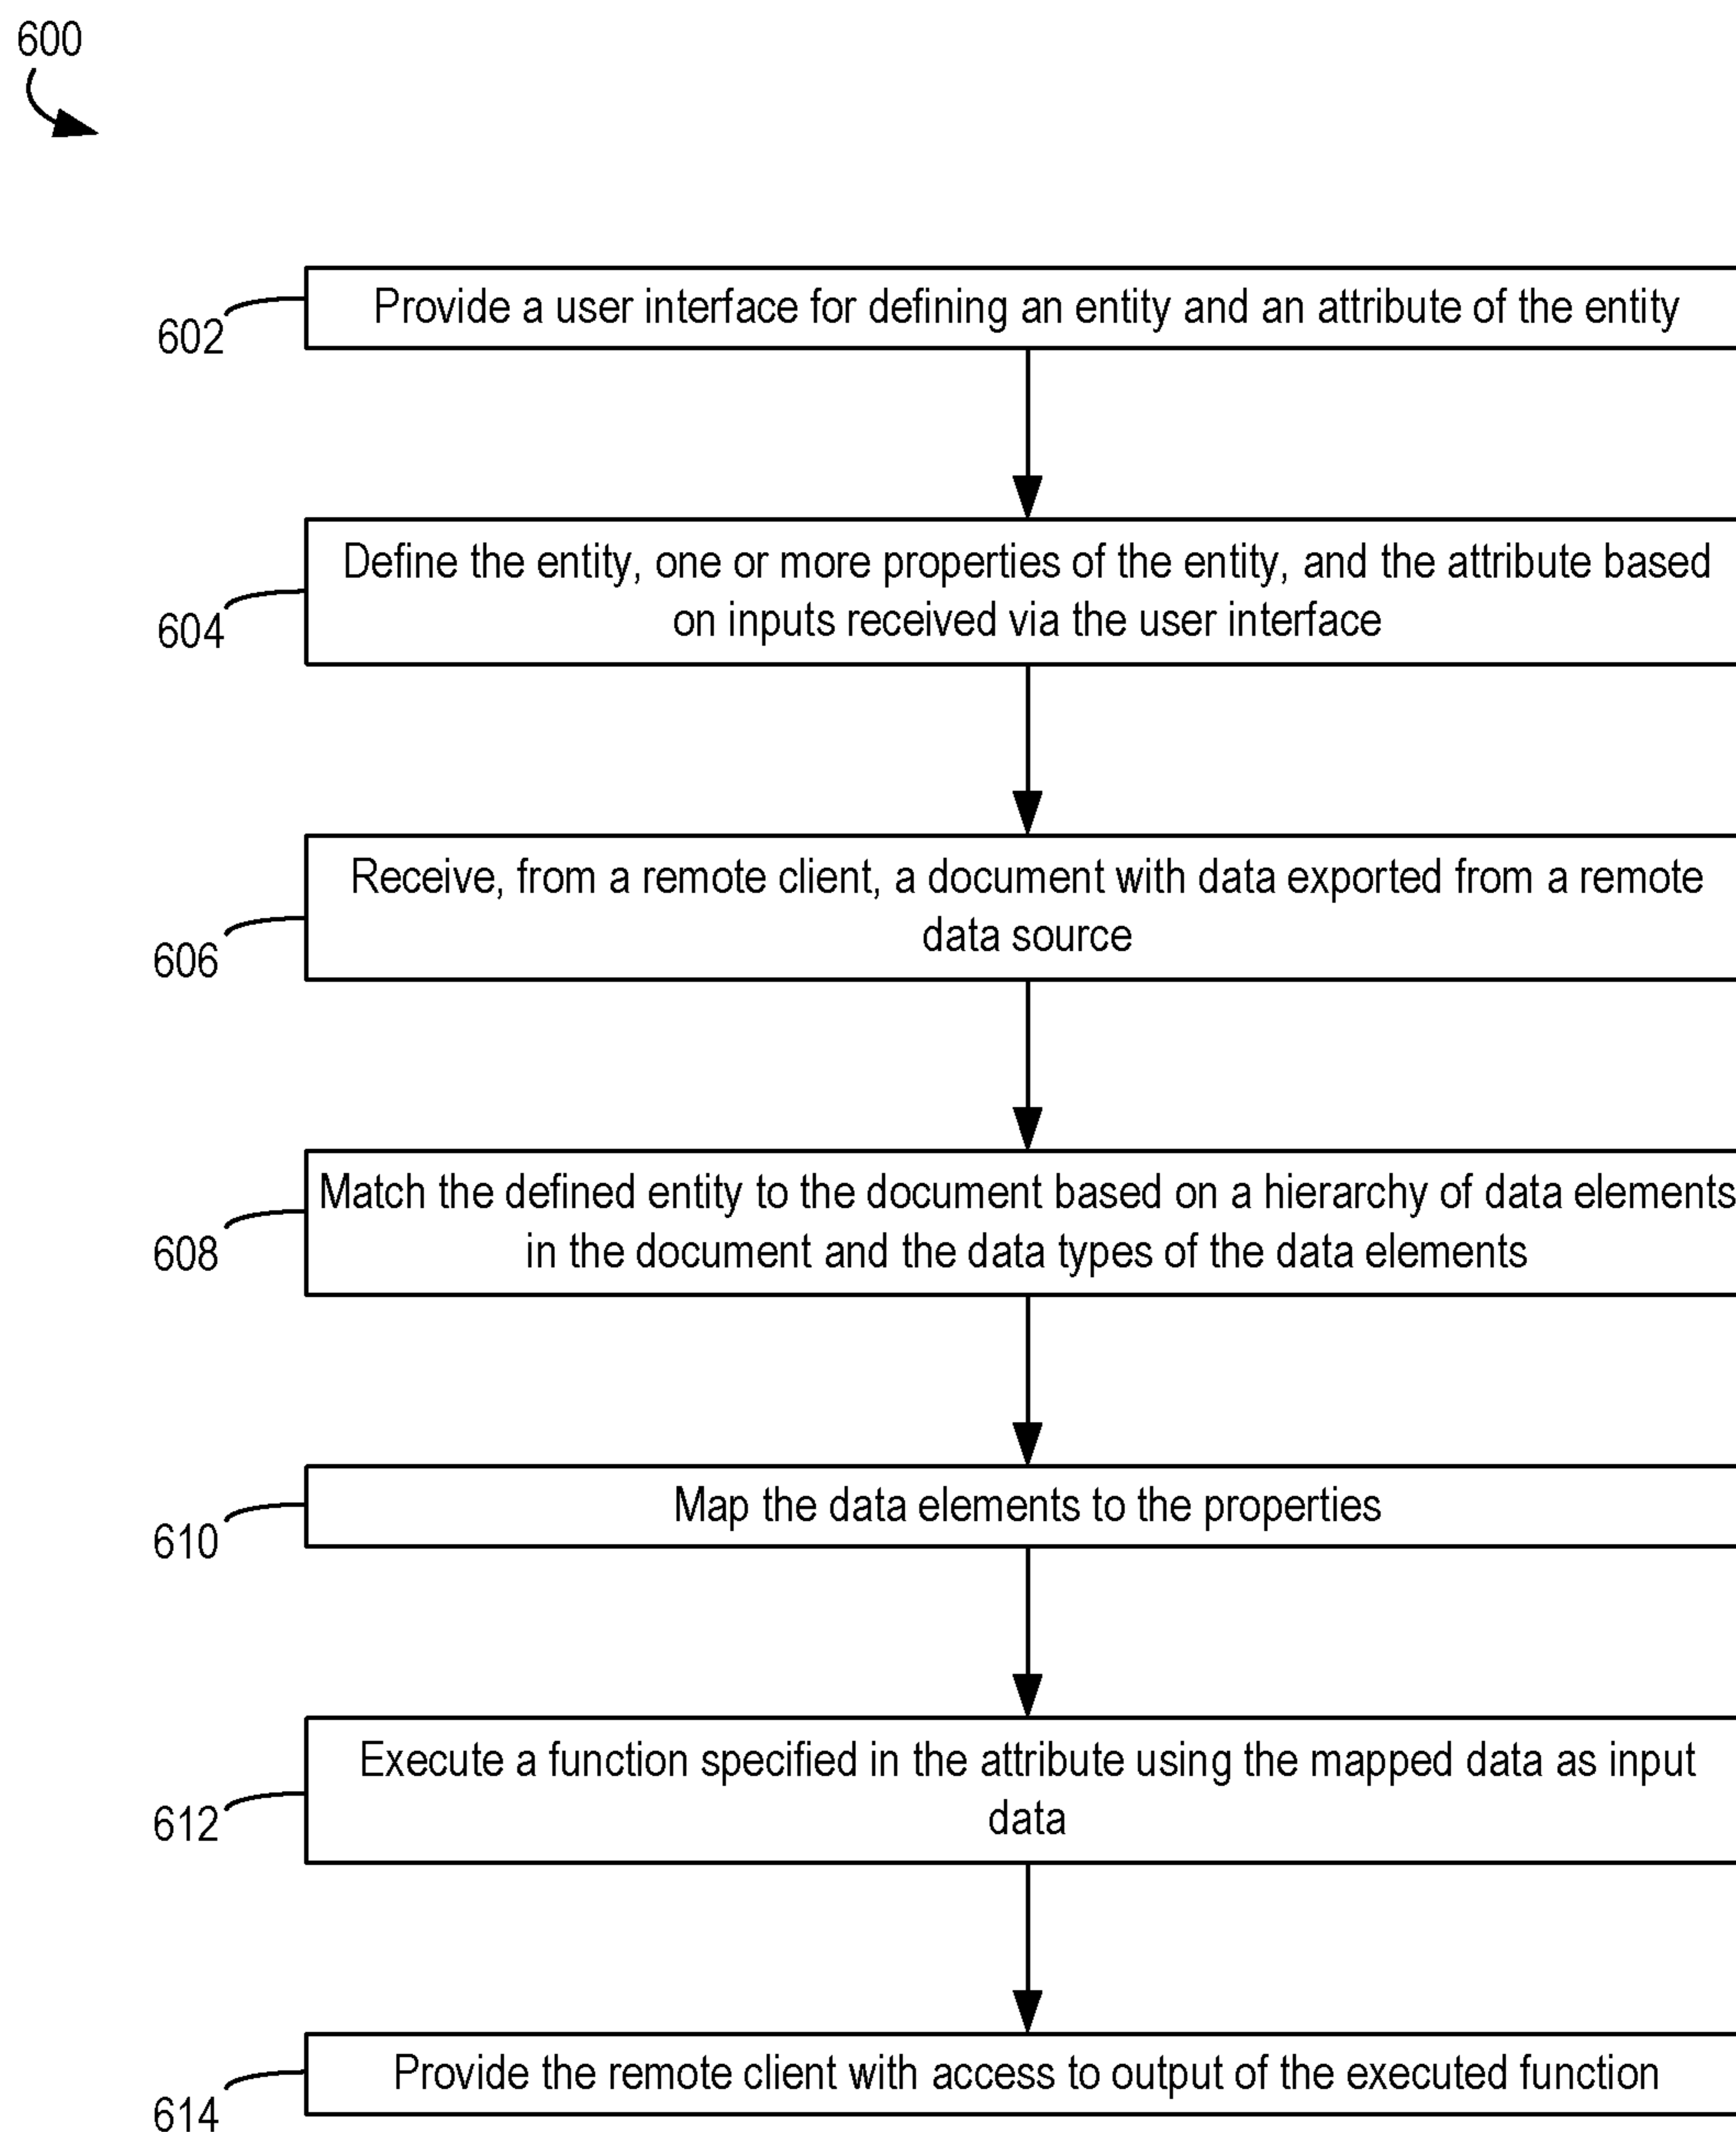 600
602
Provide a user interface for defining an entity and an attribute of the entity
604
Define the entity, one or more properties of the entity, and the attribute based
on inputs received via the user interface
606
Receive, from a remote client, a document with data exported from a remote
data source
608
Match the defined entity to the document based on a hierarchy of data elements
in the document and the data types of the data elements
610
Map the data elements to the properties
612
Execute a function specified in the attribute using the mapped data as input
data
614
Provide the remote client with access to output of the executed function